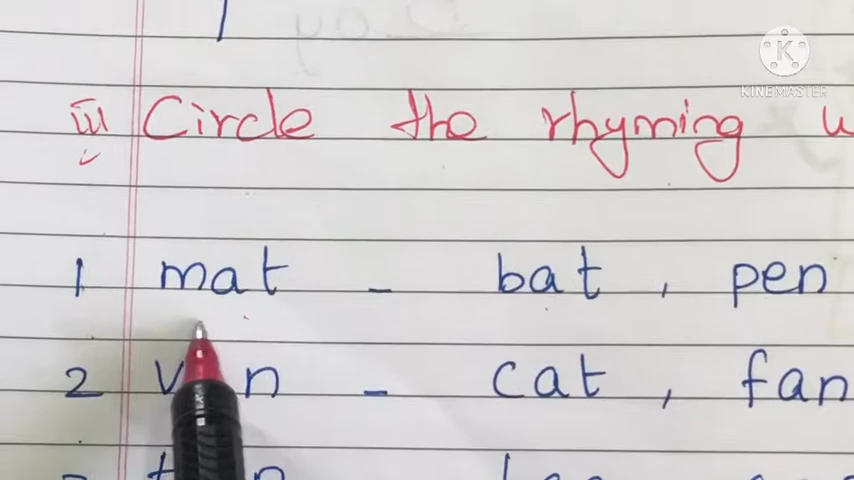 KINEMASTER
iii Circle the rhyming
1 mat - bat , pen
2 - cat , fan